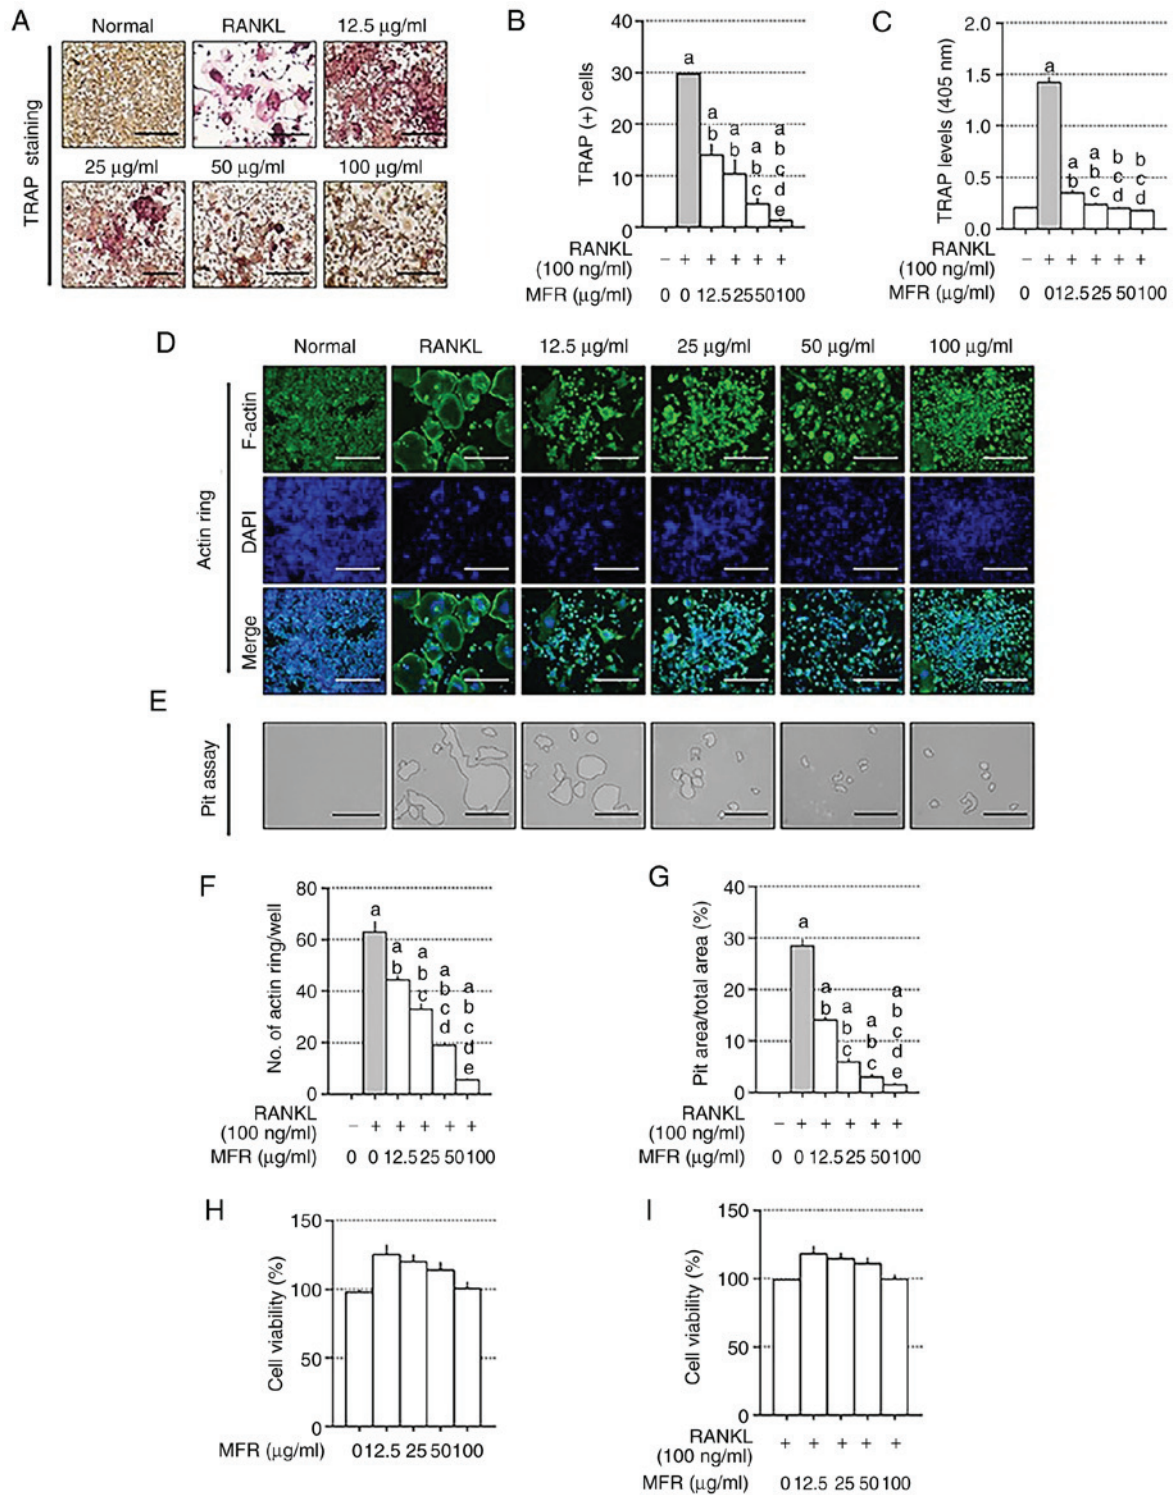 A
Normal RANKL 12.5 μg/ml
TRAP staining
25 μg/ml 50 μg/ml 100 μg/ml
B
TRAP (+) cells
40
30
20
10
0
a
a
b
a
b
a
b
c
a
b
c
d
e
RANKL
(100 ng/ml) − + + + + +
MFR (μg/ml) 0 0 12.5 25 50 100
C
TRAP levels (405 nm)
2.0
1.5
1.0
0.5
0.0
a
a
b
a
b
c
b
c
d
b
c
d
RANKL
(100 ng/ml) − + + + + +
MFR (μg/ml) 0 0 12.5 25 50 100
D
Normal RANKL 12.5 μg/ml 25 μg/ml 50 μg/ml 100 μg/ml
Actin ring
F-actin
DAPI
Merge
E
Pit assay
F
No. of actin ring/well
80
60
40
20
0
a
a
b
a
b
c
a
b
c
d
a
b
c
d
e
RANKL
(100 ng/ml) − + + + + +
MFR (μg/ml) 0 0 12.5 25 50 100
G
Pit area/total area (%)
40
30
20
10
0
a
a
b
a
b
c
a
b
c
a
b
c
d
e
RANKL
(100 ng/ml) − + + + + +
MFR (μg/ml) 0 0 12.5 25 50 100
H
Cell viability (%)
150
100
50
0
MFR (μg/ml) 0 12.5 25 50 100
I
Cell viability (%)
150
100
50
0
RANKL
(100 ng/ml) + + + + +
MFR (μg/ml) 0 12.5 25 50 100